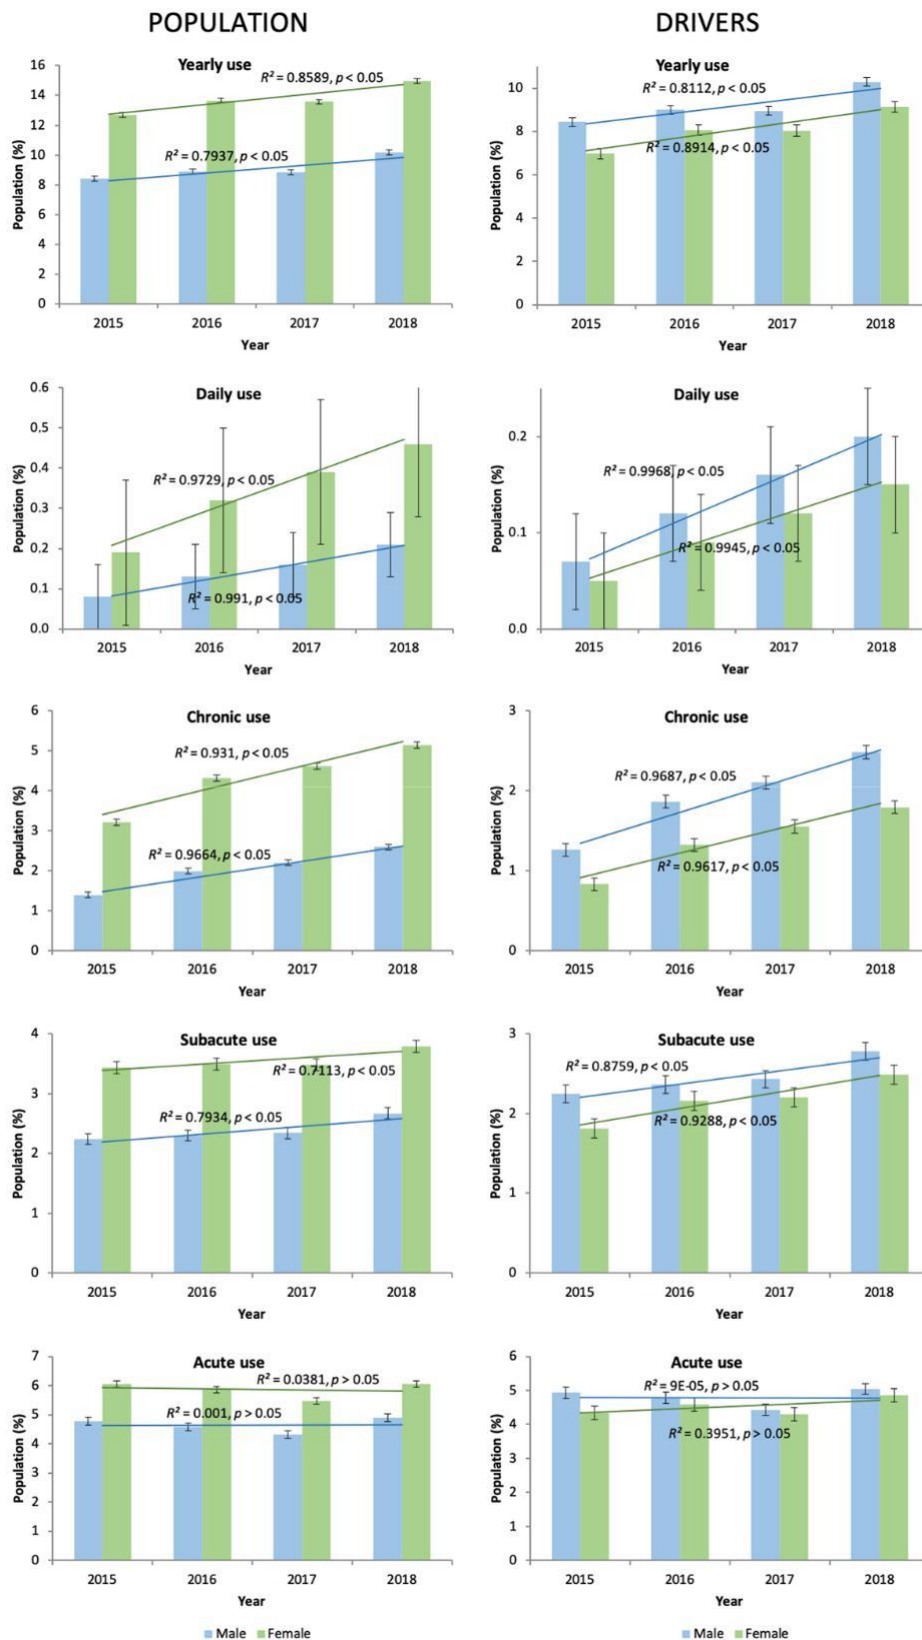 POPULATION
DRIVERS
Yearly use
R² = 0.8589, p < 0.05
R² = 0.7937, p < 0.05
Population (%)
16
14
12
10
8
6
4
2
0
2015 2016 2017 2018
Year
Yearly use
R² = 0.8112, p < 0.05
R² = 0.8914, p < 0.05
Population (%)
10
8
6
4
2
0
2015 2016 2017 2018
Year
Daily use
R² = 0.9729, p < 0.05
R² = 0.991, p < 0.05
Population (%)
0.6
0.5
0.4
0.3
0.2
0.1
0.0
2015 2016 2017 2018
Year
Daily use
R² = 0.9968, p < 0.05
R² = 0.9945, p < 0.05
Population (%)
0.2
0.1
0.0
2015 2016 2017 2018
Year
Chronic use
R² = 0.931, p < 0.05
R² = 0.9664, p < 0.05
Population (%)
6
5
4
3
2
1
0
2015 2016 2017 2018
Year
Chronic use
R² = 0.9687, p < 0.05
R² = 0.9617, p < 0.05
Population (%)
3
2
1
0
2015 2016 2017 2018
Year
Subacute use
R² = 0.7113, p < 0.05
R² = 0.7934, p < 0.05
Population (%)
4
3
2
1
0
2015 2016 2017 2018
Year
Subacute use
R² = 0.8759, p < 0.05
R² = 0.9288, p < 0.05
Population (%)
3
2
1
0
2015 2016 2017 2018
Year
Acute use
R² = 0.0381, p > 0.05
R² = 0.001, p > 0.05
Population (%)
7
6
5
4
3
2
1
0
2015 2016 2017 2018
Year
Male Female
Acute use
R² = 9E-05, p > 0.05
R² = 0.3951, p > 0.05
Population (%)
6
5
4
3
2
1
0
2015 2016 2017 2018
Year
Male Female